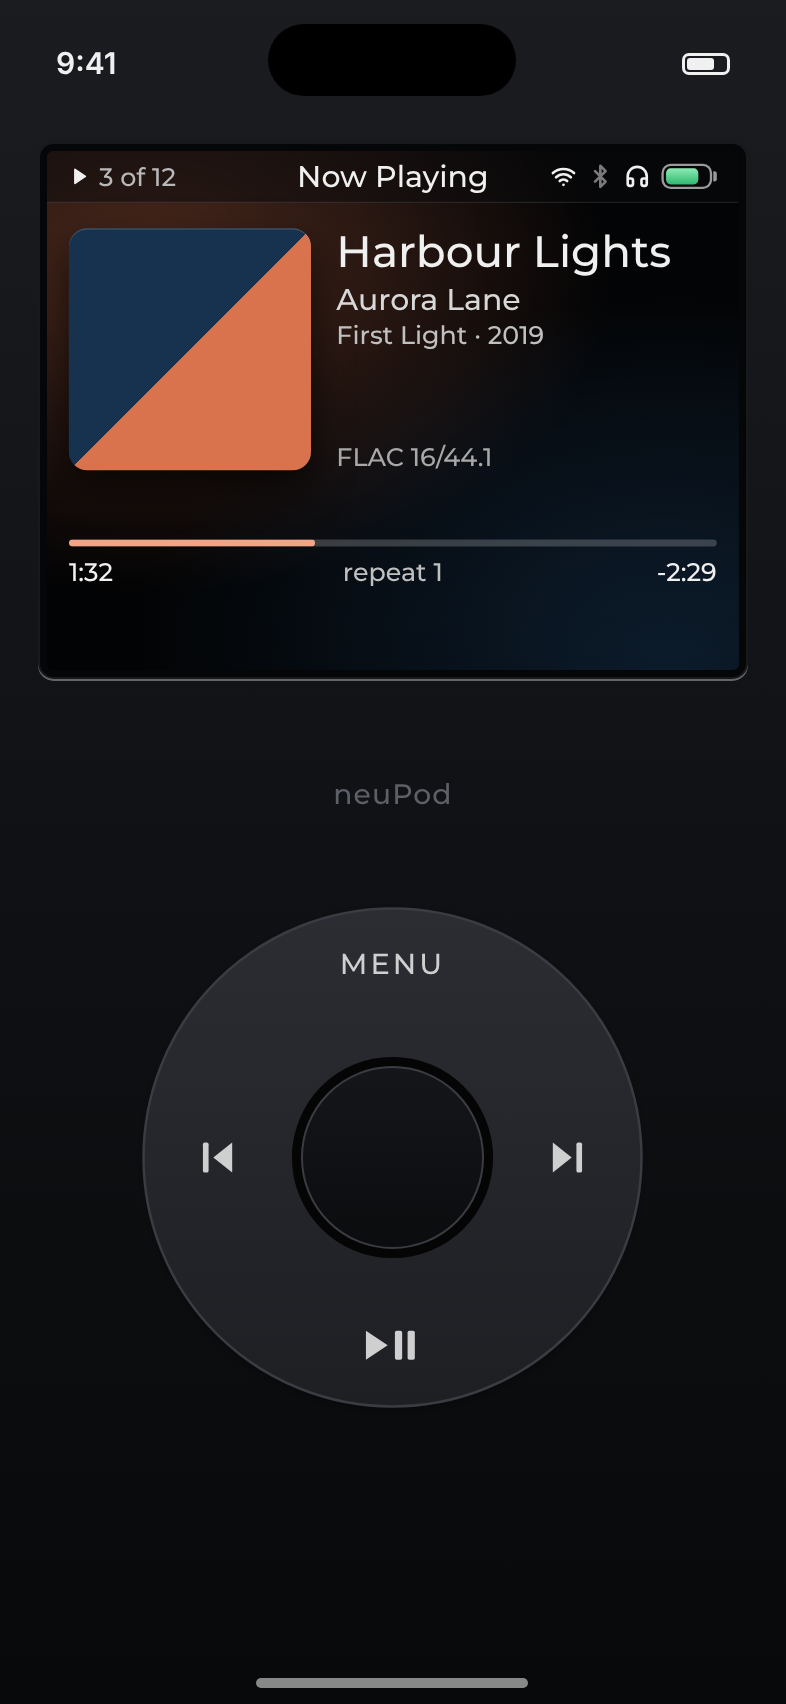 9:41
3 of 12 Now Playing
Harbour Lights
Aurora Lane
First Light · 2019
FLAC 16/44.1
1:32 repeat 1 -2:29
neuPod
MENU